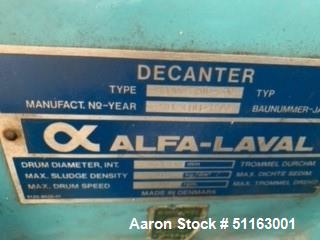 DECANTER
TYPE TYP
MANUFACT. NO-YEAR BAUNUMMER-JA
ALFA-LAVAL
DRUM DIAMETER, INT. mm TROMMEL DURCHM
MAX. SLUDGE DENSITY MAX. DICHTE SEDIM
MAX. DRUM SPEED MAX. TROMMEL DREHZ
MADE IN DENMARK
Aaron Stock # 51163001